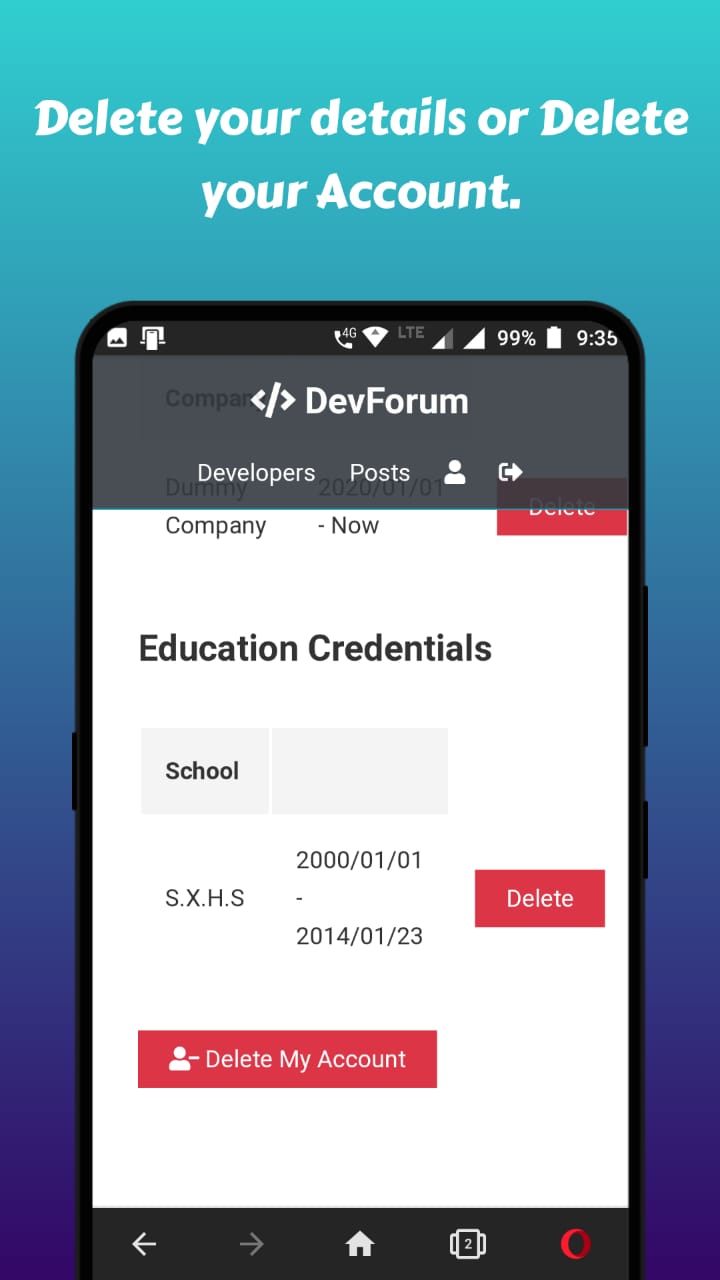 Delete your details or Delete
your Account.
4G LTE 99% 9:35
Company
</> DevForum
Developers Posts
Dummy 2020/01/01
Delete
Company - Now
Education Credentials
School
2000/01/01
S.X.H.S - Delete
2014/01/23
Delete My Account
2